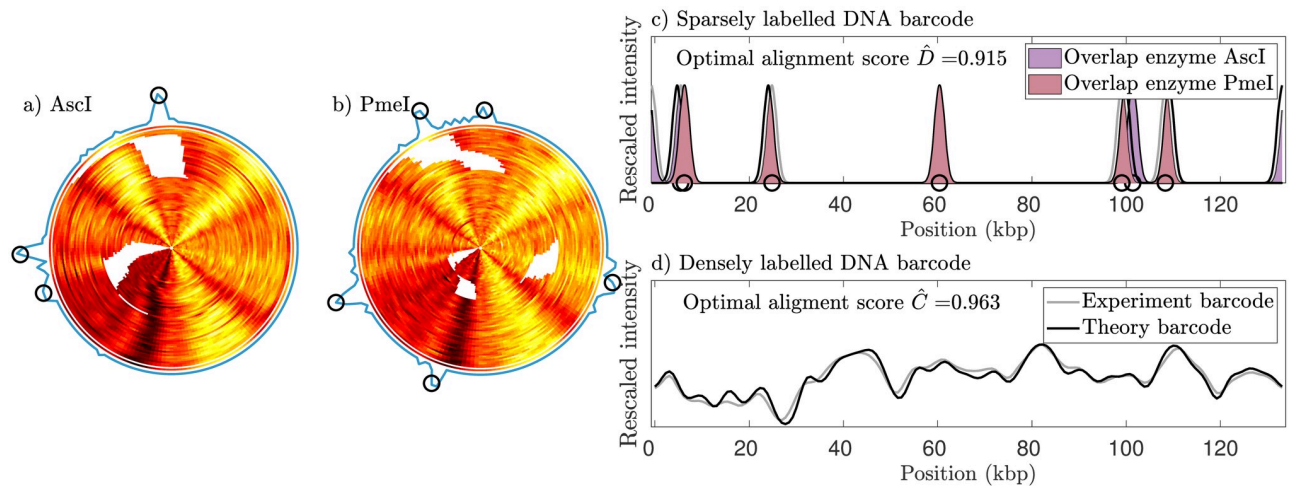 a) AscI
b) PmeI
c) Sparsely labelled DNA barcode
Rescaled intensity
Optimal alignment score D̂ =0.915
Overlap enzyme AscI
Overlap enzyme PmeI
0 20 40 60 80 100 120
Position (kbp)
d) Densely labelled DNA barcode
Rescaled intensity
Optimal aligment score Ĉ =0.963
Experiment barcode
Theory barcode
0 20 40 60 80 100 120
Position (kbp)